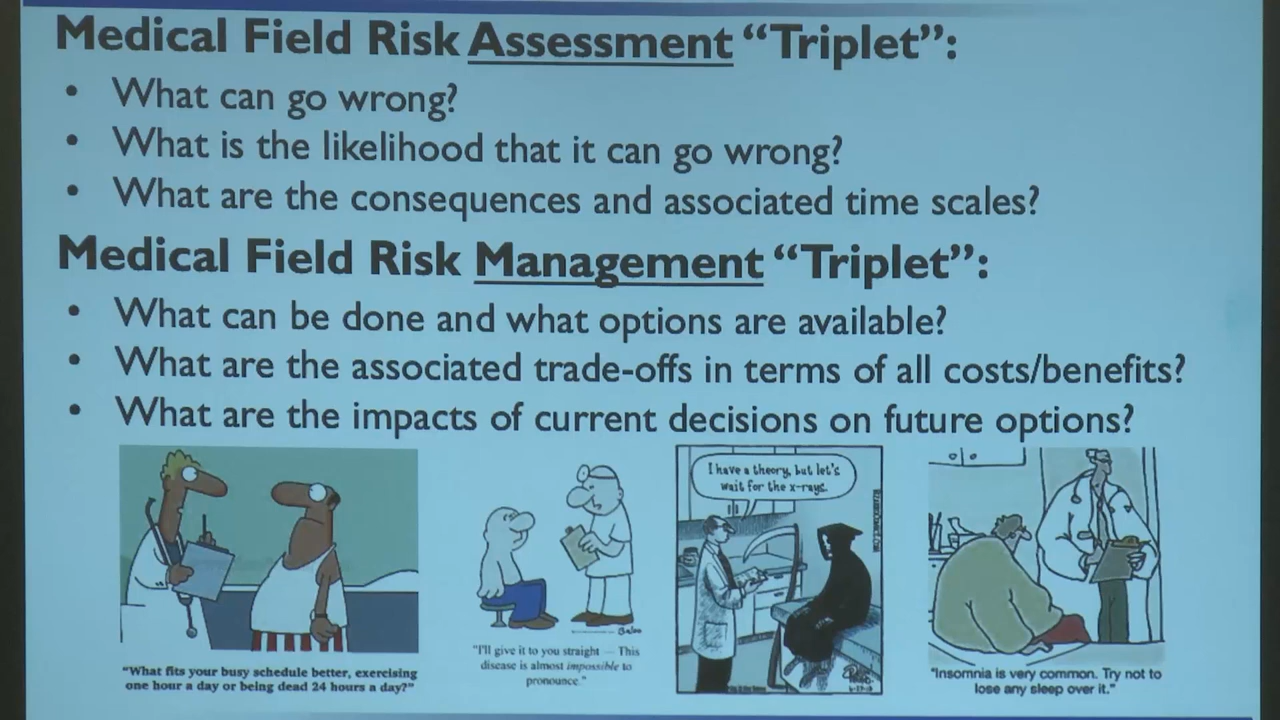 Medical Field Risk Assessment “Triplet”:
• What can go wrong?
• What is the likelihood that it can go wrong?
• What are the consequences and associated time scales?
Medical Field Risk Management “Triplet”:
• What can be done and what options are available?
• What are the associated trade-offs in terms of all costs/benefits?
• What are the impacts of current decisions on future options?
"What fits your busy schedule better, exercising
one hour a day or being dead 24 hours a day?"
"I'll give it to you straight — This
disease is almost impossible to
pronounce."
I have a theory, but let's
wait for the x-rays.
"Insomnia is very common. Try not to
lose any sleep over it."